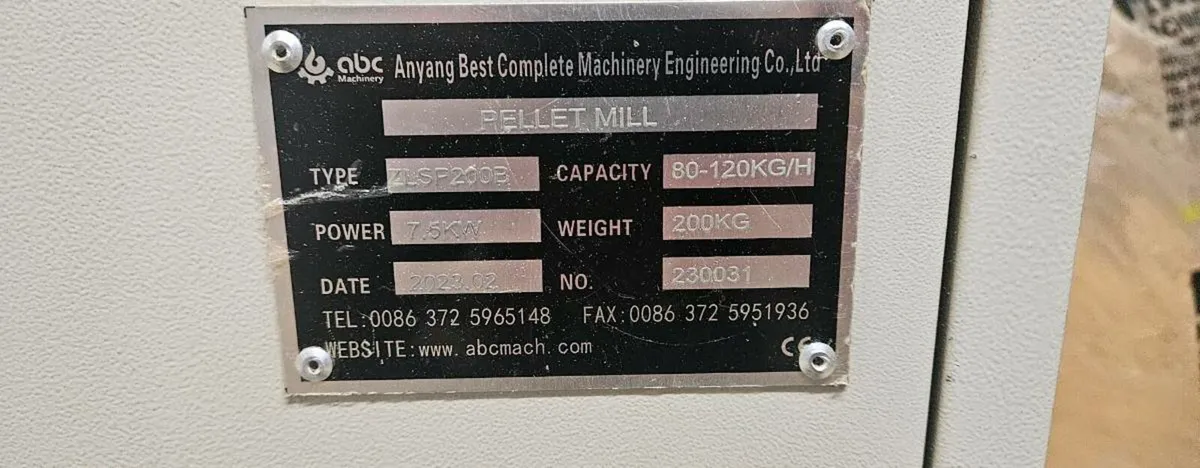 abc Machinery Anyang Best Complete Machinery Engineering Co.,Ltd
PELLET MILL
TYPE ZLSP200B CAPACITY 80-120KG/H
POWER 7.5KW WEIGHT 200KG
DATE 2023.02 NO. 230031
TEL:0086 372 5965148 FAX:0086 372 5951936
WEBSITE:www.abcmach.com CE